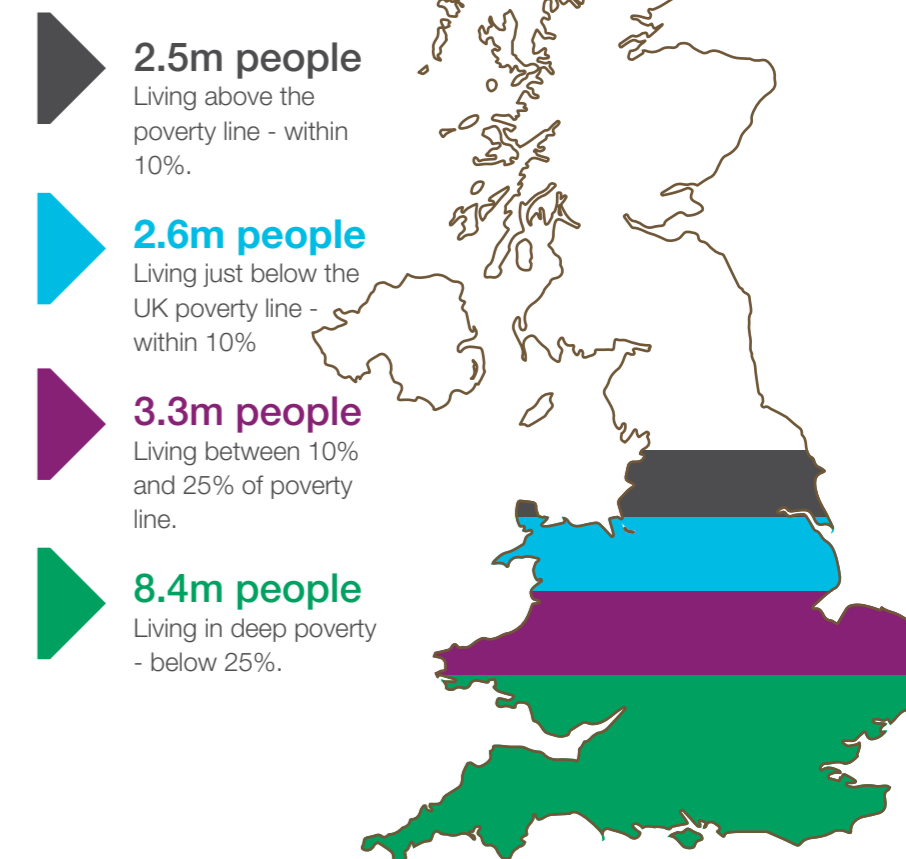 2.5m people
Living above the
poverty line - within
10%.
2.6m people
Living just below the
UK poverty line -
within 10%
3.3m people
Living between 10%
and 25% of poverty
line.
8.4m people
Living in deep poverty
- below 25%.